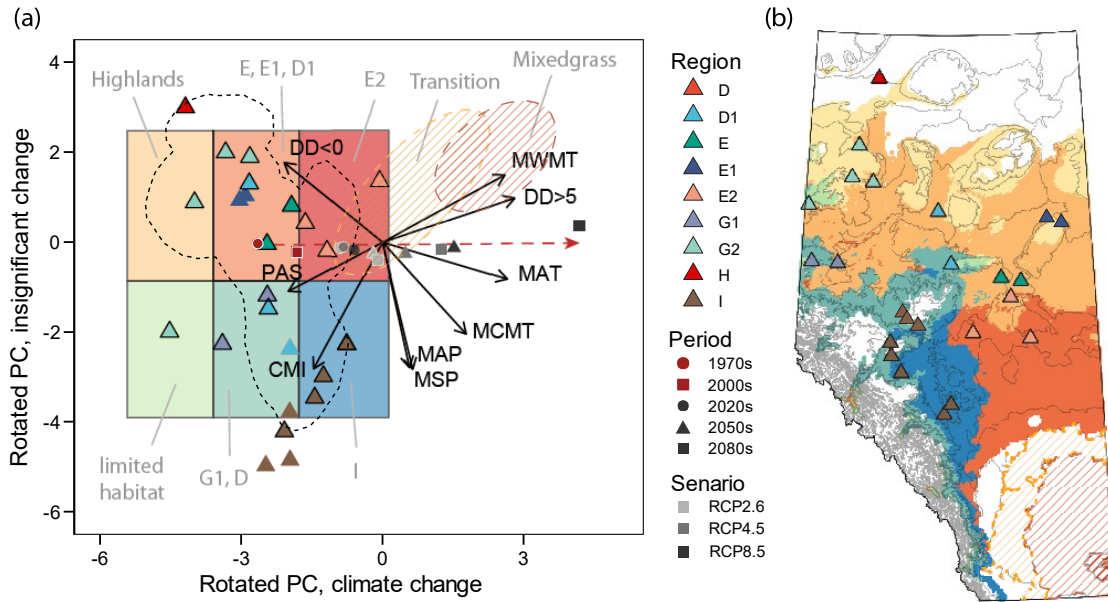 (a)
(b)
4
2
0
-2
-4
-6
Rotated PC, insignificant change
Highlands
E, E1, D1
E2
Transition
Mixedgrass
DD<0
MWMT
DD>5
PAS
MAT
MCMT
CMI
MAP
MSP
limited
habitat
G1, D
I
-6
-3
0
3
Rotated PC, climate change
Region
D
D1
E
E1
E2
G1
G2
H
I
Period
1970s
2000s
2020s
2050s
2080s
Senario
RCP2.6
RCP4.5
RCP8.5